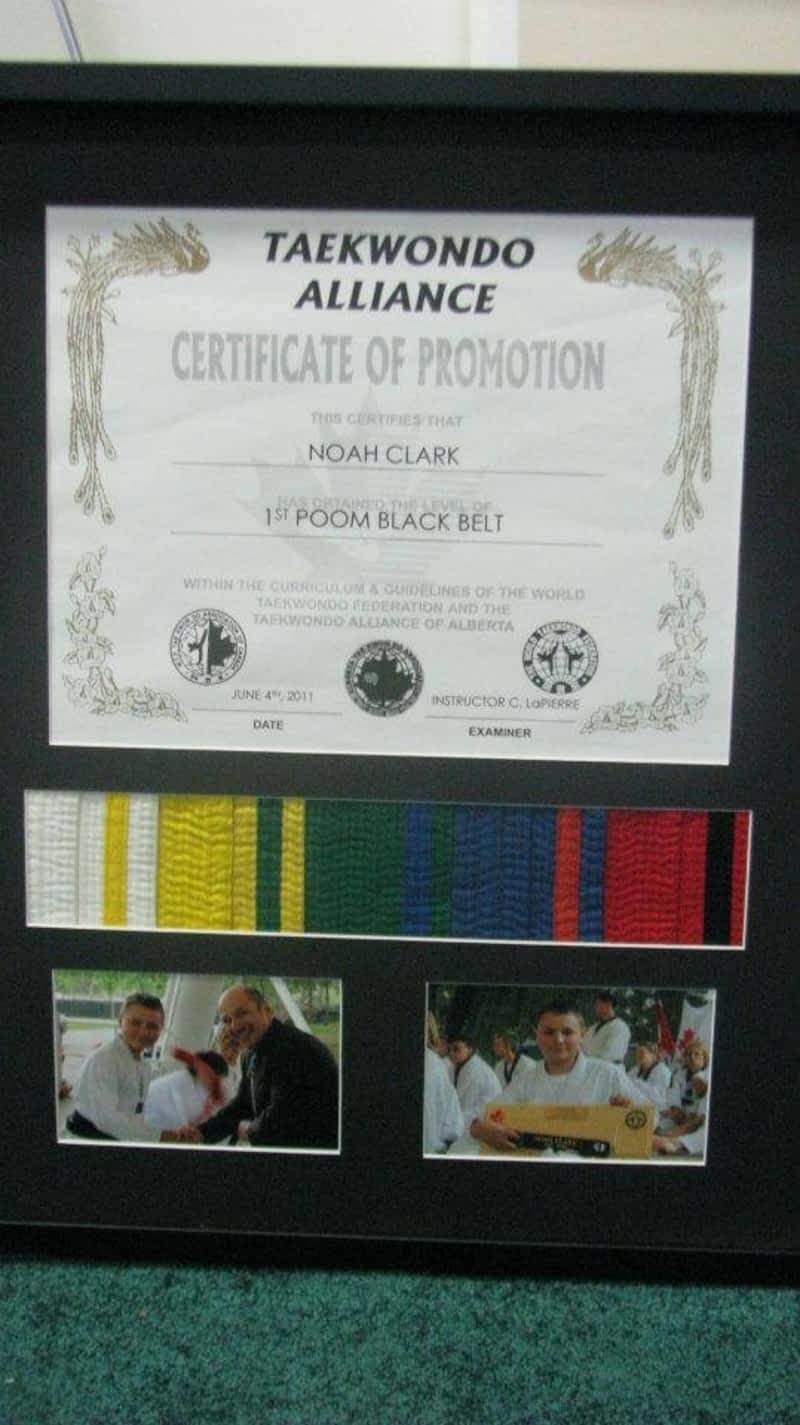 TAEKWONDO
ALLIANCE
CERTIFICATE OF PROMOTION
THIS CERTIFIES THAT
NOAH CLARK
HAS OBTAINED THE LEVEL OF
1ST POOM BLACK BELT
WITHIN THE CURRICULUM & GUIDELINES OF THE WORLD
TAEKWONDO FEDERATION AND THE
TAEKWONDO ALLIANCE OF ALBERTA
JUNE 4TH, 2011
INSTRUCTOR C. LaPIERRE
DATE
EXAMINER